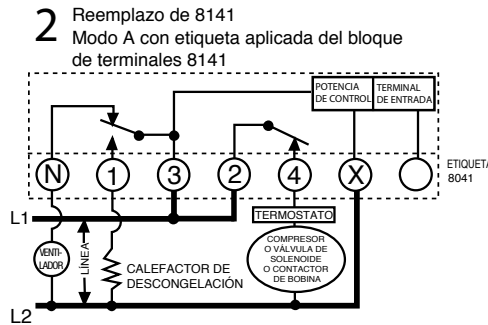 2 Reemplazo de 8141
Modo A con etiqueta aplicada del bloque
de terminales 8141
POTENCIA
DE CONTROL
TERMINAL
DE ENTRADA
N 1 3 2 4 X
ETIQUETA
8041
L1
TERMOSTATO
VENTI-
LADOR
LÍNEA
CALEFACTOR DE
DESCONGELACIÓN
COMPRESOR
O VÁLVULA DE
SOLENOIDE
O CONTACTOR
DE BOBINA
L2